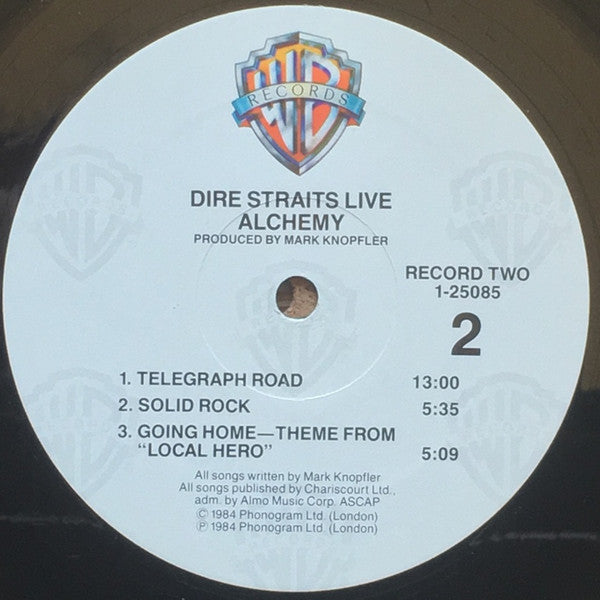 RECORDS
DIRE STRAITS LIVE
ALCHEMY
PRODUCED BY MARK KNOPFLER
RECORD TWO
1-25085
2
1. TELEGRAPH ROAD 13:00
2. SOLID ROCK 5:35
3. GOING HOME—THEME FROM
"LOCAL HERO" 5:09
All songs written by Mark Knopfler
All songs published by Chariscourt Ltd.,
adm. by Almo Music Corp. ASCAP
© 1984 Phonogram Ltd. (London)
℗ 1984 Phonogram Ltd. (London)